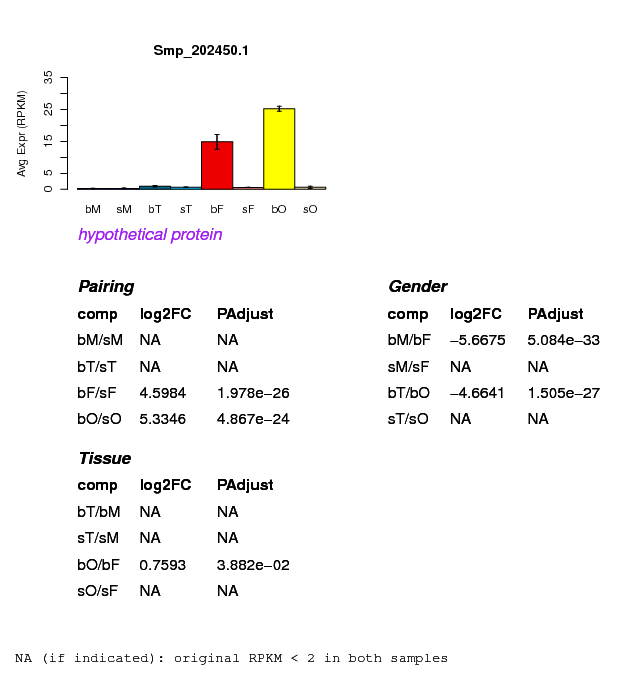 Smp_202450.1
Avg Expr (RPKM)
35
25
15
5
0
bM sM bT sT bF sF bO sO
hypothetical protein
Pairing
comp log2FC PAdjust
bM/sM NA NA
bT/sT NA NA
bF/sF 4.5984 1.978e−26
bO/sO 5.3346 4.867e−24
Gender
comp log2FC PAdjust
bM/bF −5.6675 5.084e−33
sM/sF NA NA
bT/bO −4.6641 1.505e−27
sT/sO NA NA
Tissue
comp log2FC PAdjust
bT/bM NA NA
sT/sM NA NA
bO/bF 0.7593 3.882e−02
sO/sF NA NA
NA (if indicated): original RPKM < 2 in both samples